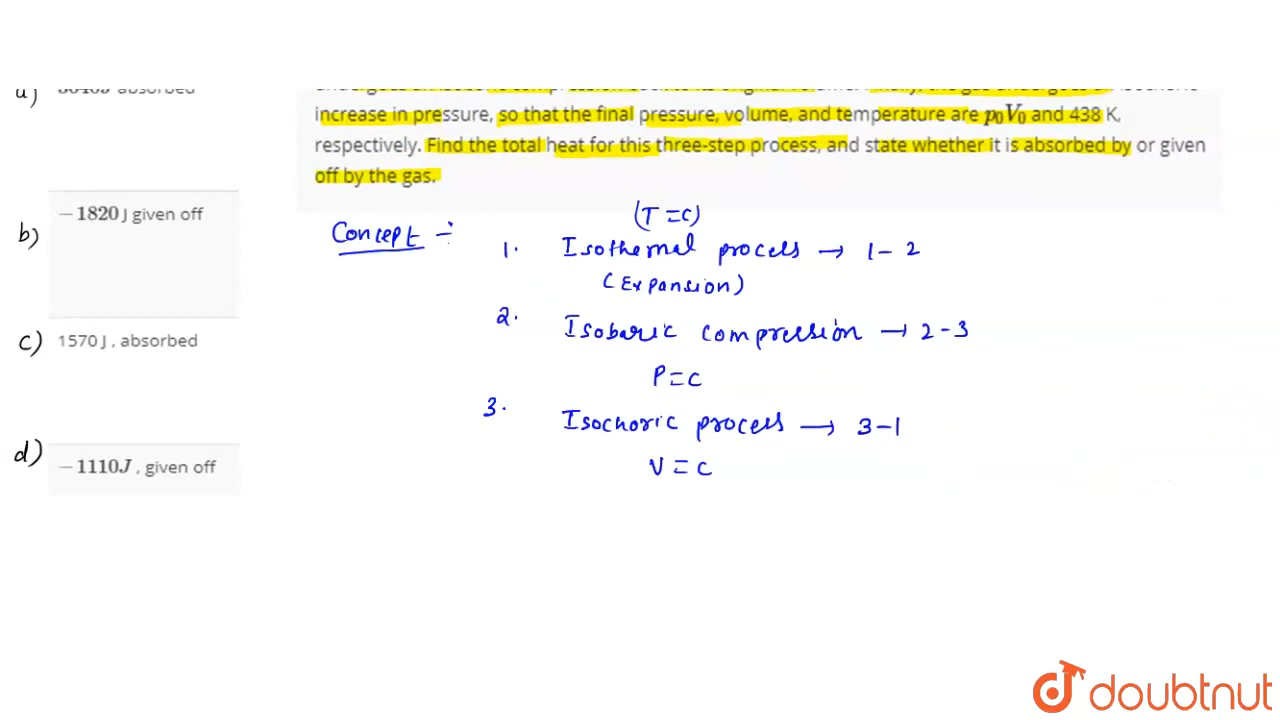 a) absorbed
increase in pressure, so that the final pressure, volume, and temperature are p₀V₀ and 438 K,
respectively. Find the total heat for this three-step process, and state whether it is absorbed by or given
off by the gas.
b) −1820 J given off
c) 1570 J , absorbed
d) −1110J , given off
Concept :-
(T = c)
1. Isothemal process → 1-2
(Expansion)
2. Isobaric compression → 2-3
P = c
3. Isochoric process → 3-1
V = c
doubtnut